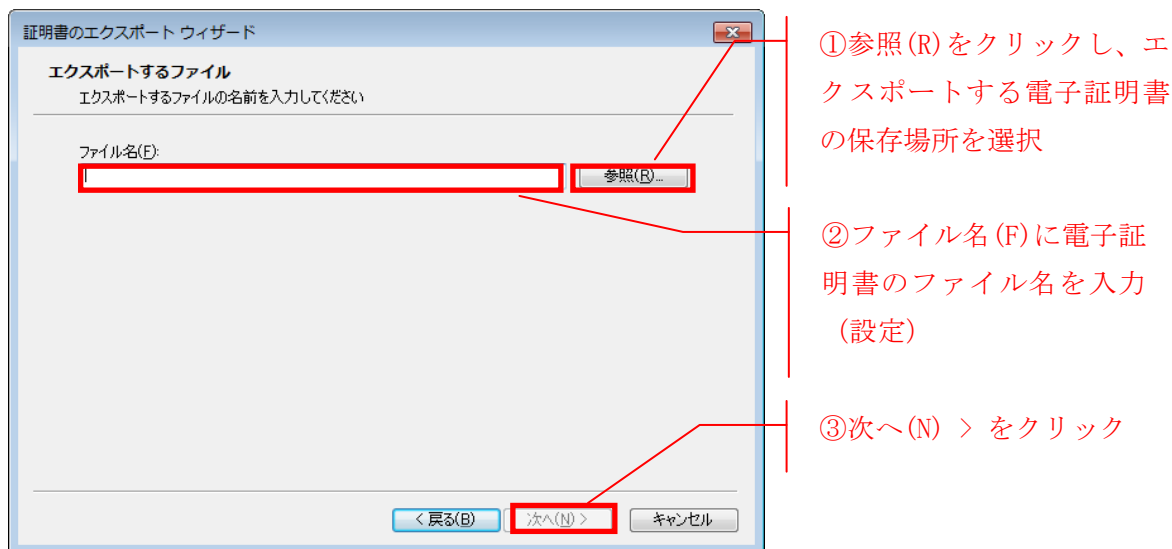 証明書のエクスポート ウィザード
エクスポートするファイル
エクスポートするファイルの名前を入力してください
ファイル名(F):
参照(R)...
< 戻る(B)
次へ(N) >
キャンセル
①参照(R)をクリックし、エ
クスポートする電子証明書
の保存場所を選択
②ファイル名(F)に電子証
明書のファイル名を入力
(設定)
③次へ(N) > をクリック